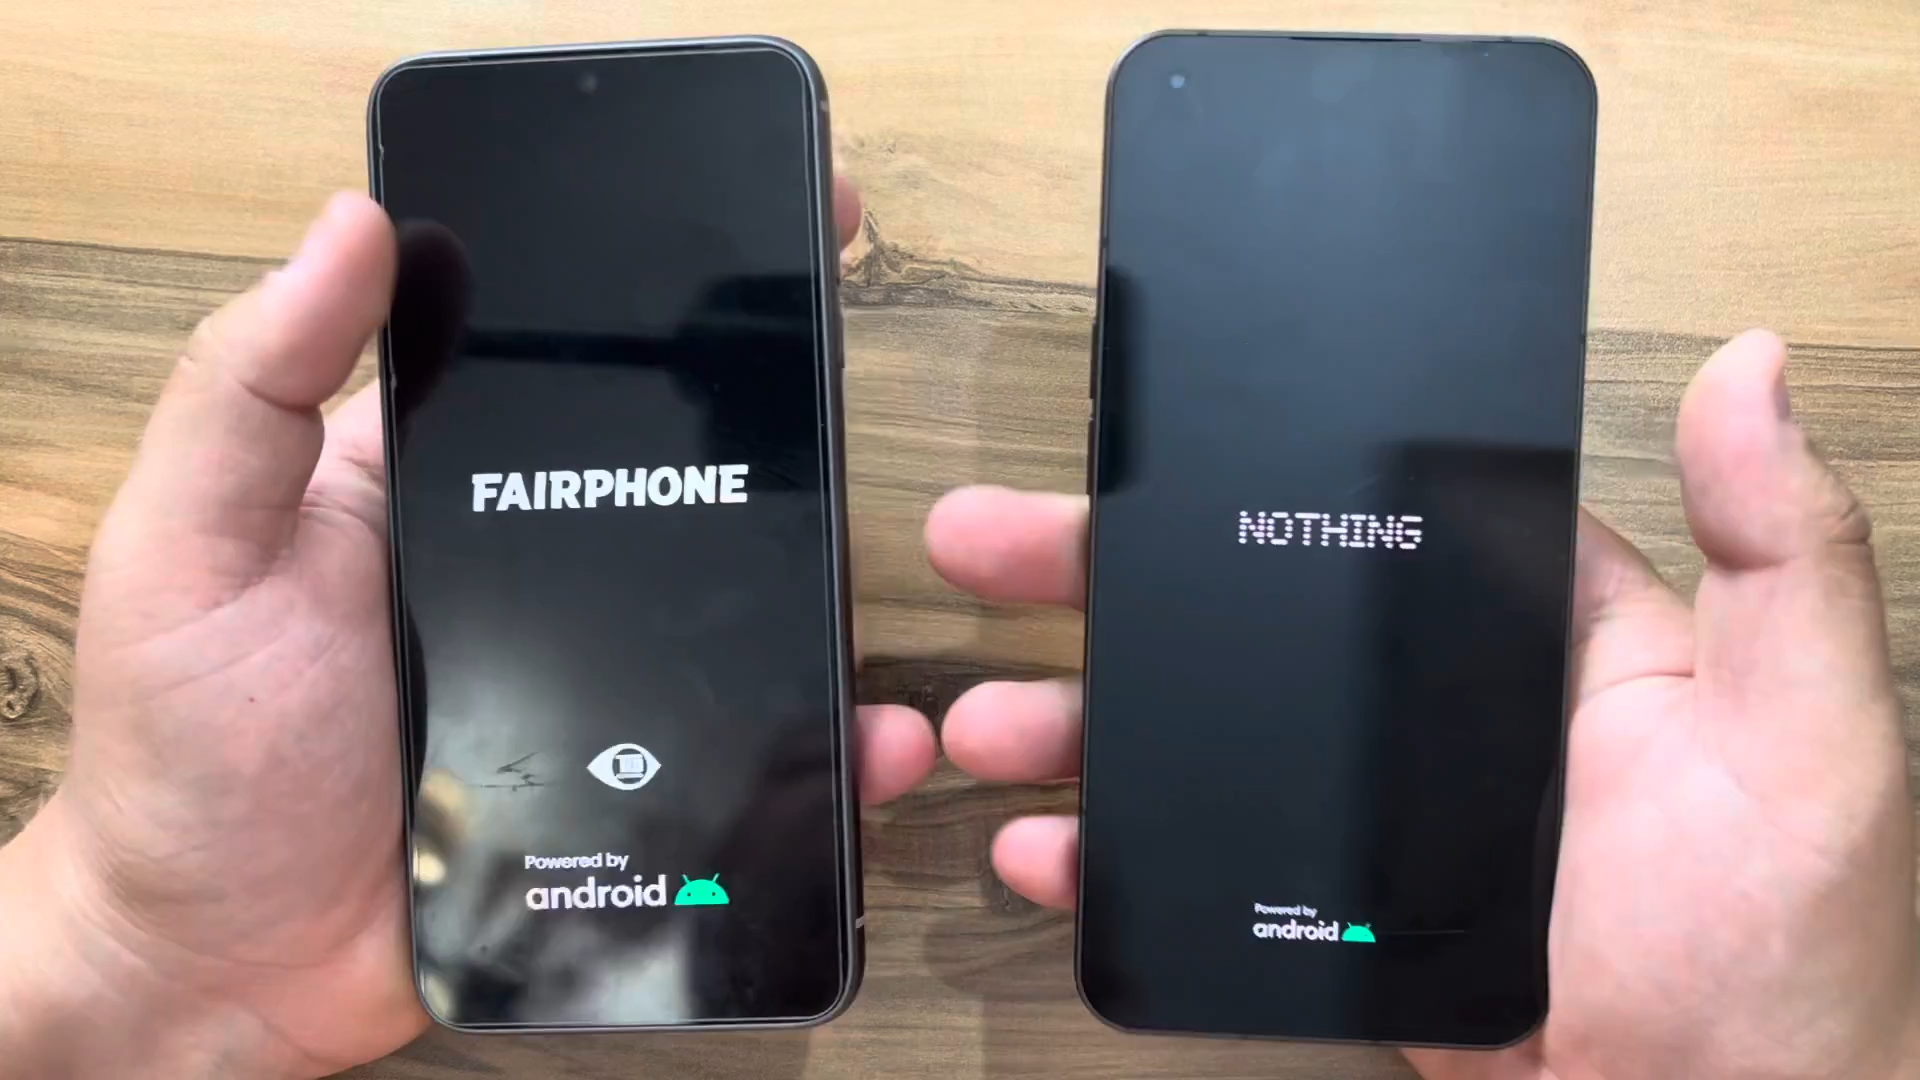 FAIRPHONE
Powered by
android
NOTHING
Powered by
android